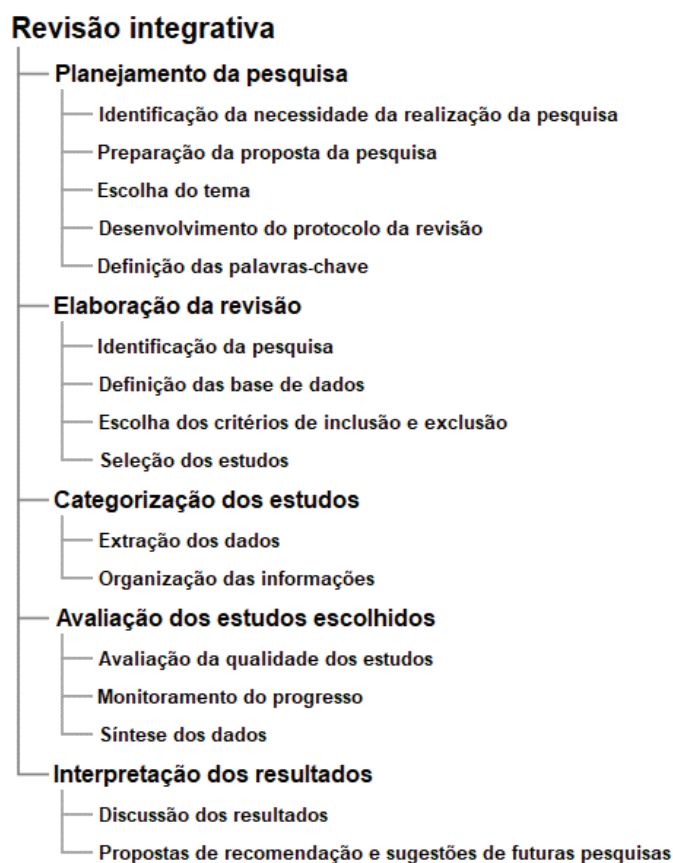 Revisão integrativa
Planejamento da pesquisa
Identificação da necessidade da realização da pesquisa
Preparação da proposta da pesquisa
Escolha do tema
Desenvolvimento do protocolo da revisão
Definição das palavras-chave
Elaboração da revisão
Identificação da pesquisa
Definição das base de dados
Escolha dos critérios de inclusão e exclusão
Seleção dos estudos
Categorização dos estudos
Extração dos dados
Organização das informações
Avaliação dos estudos escolhidos
Avaliação da qualidade dos estudos
Monitoramento do progresso
Síntese dos dados
Interpretação dos resultados
Discussão dos resultados
Propostas de recomendação e sugestões de futuras pesquisas